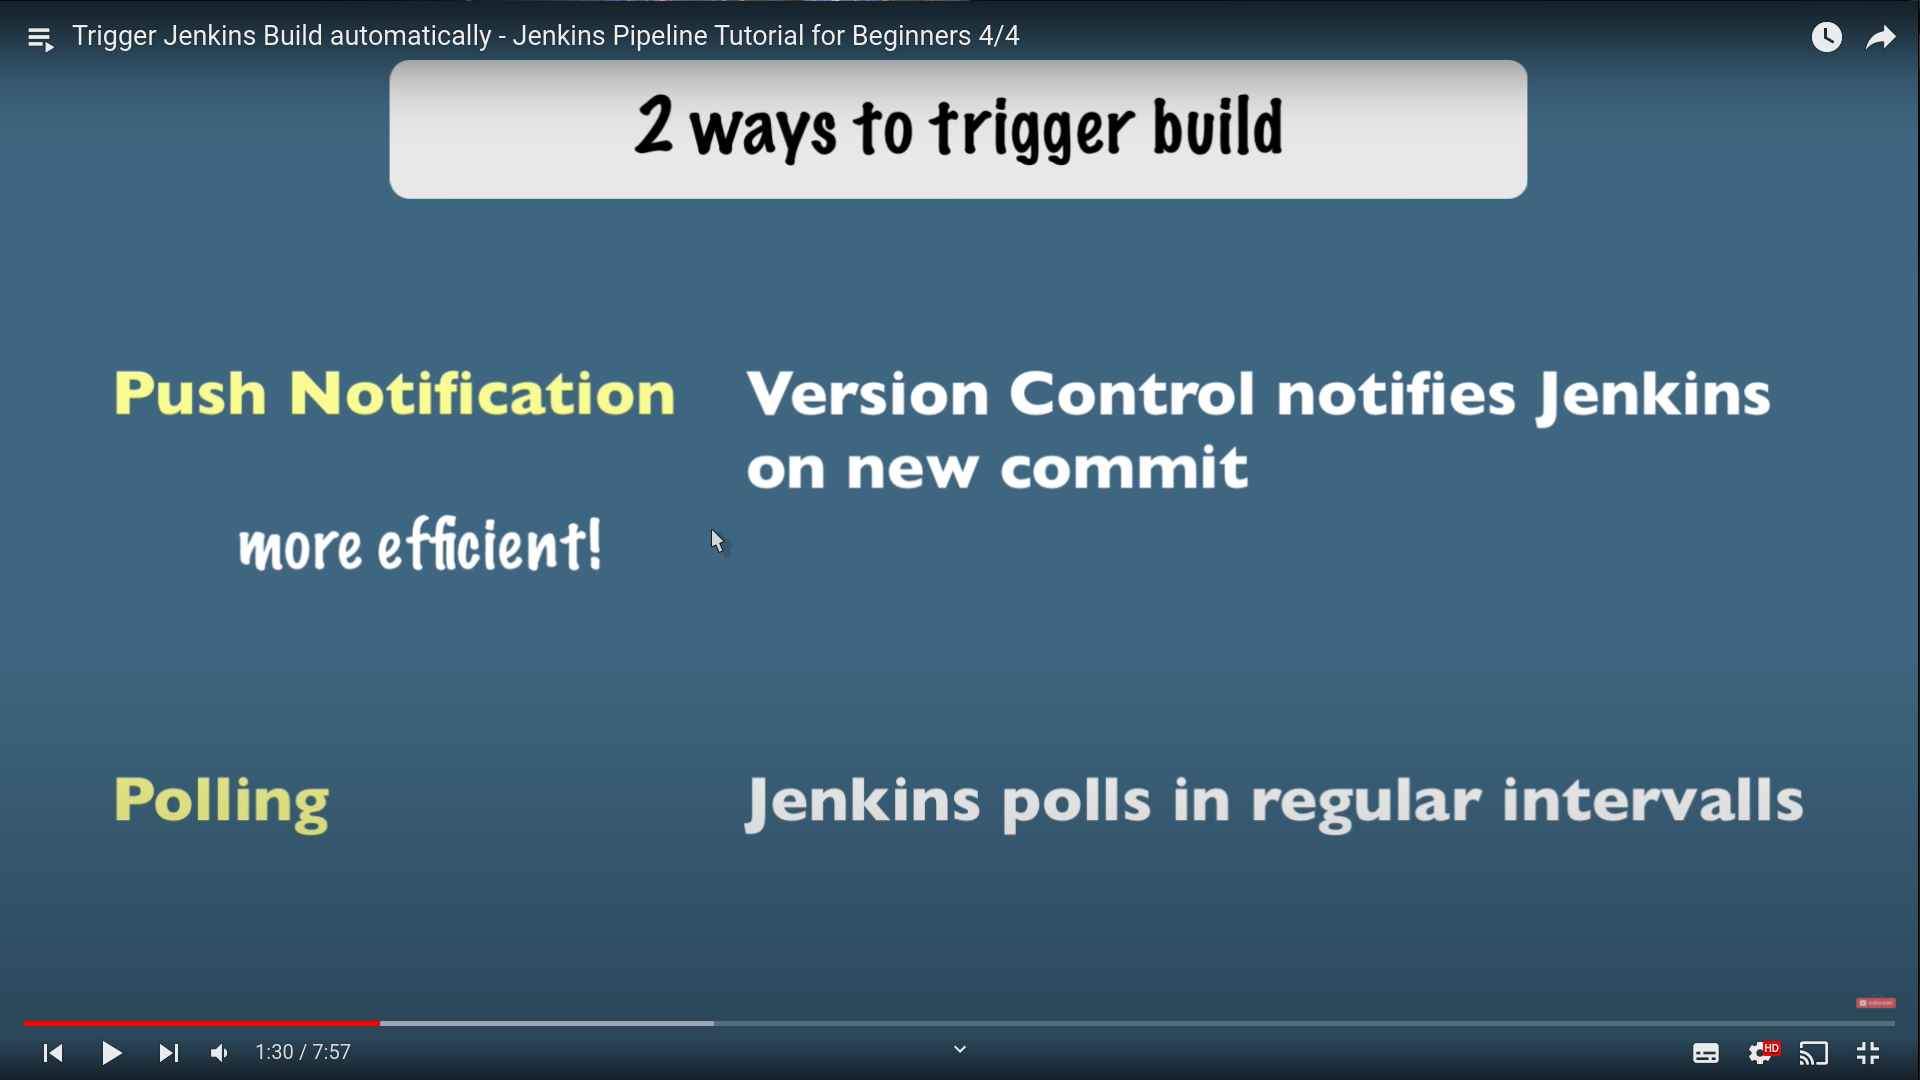 Trigger Jenkins Build automatically - Jenkins Pipeline Tutorial for Beginners 4/4
2 ways to trigger build
Push Notification
Version Control notifies Jenkins
on new commit
more efficient!
Polling
Jenkins polls in regular intervalls
SUBSCRIBE
1:30 / 7:57
HD